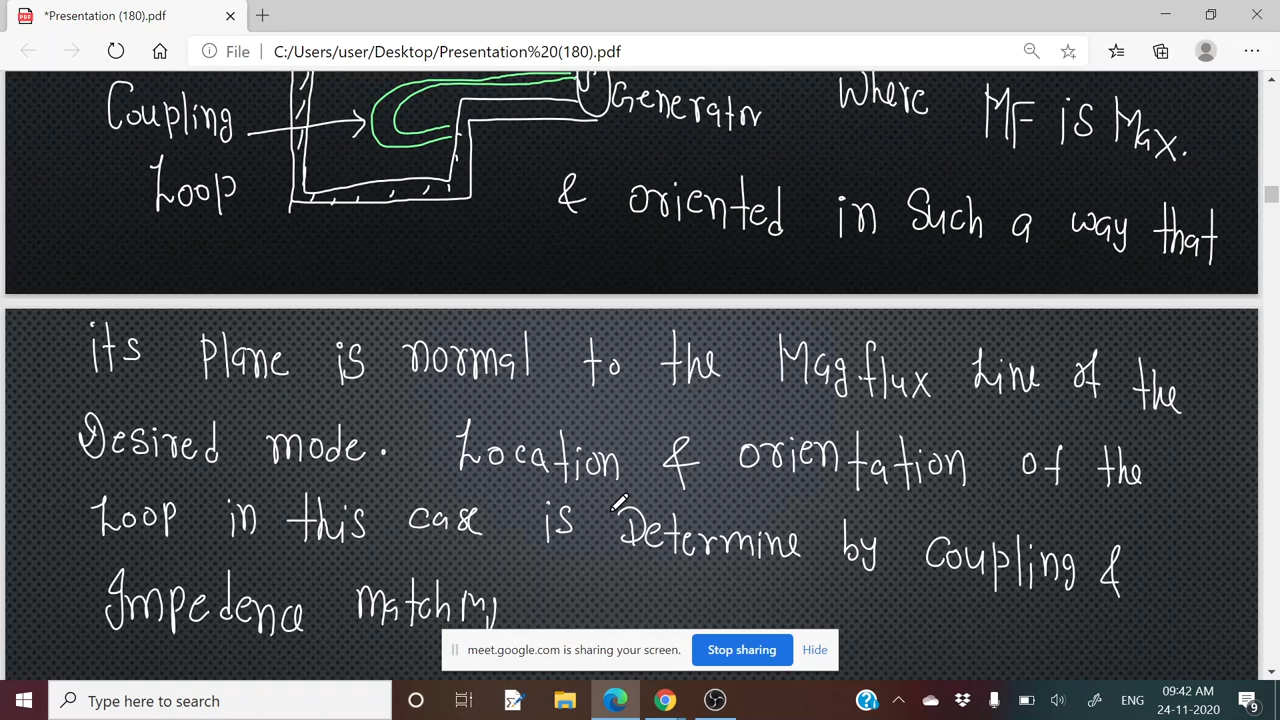 *Presentation (180).pdf
File C:/Users/user/Desktop/Presentation%20(180).pdf
Coupling
Loop
Generator
Where MF is Max.
& oriented in Such a way that
its Plane is normal to the Mag.flux Line of the
Desired mode. Location & orientation of the
Loop in this case is Determine by Coupling &
Impedence matching
meet.google.com is sharing your screen. Stop sharing Hide
Type here to search
ENG
09:42 AM
24-11-2020
9